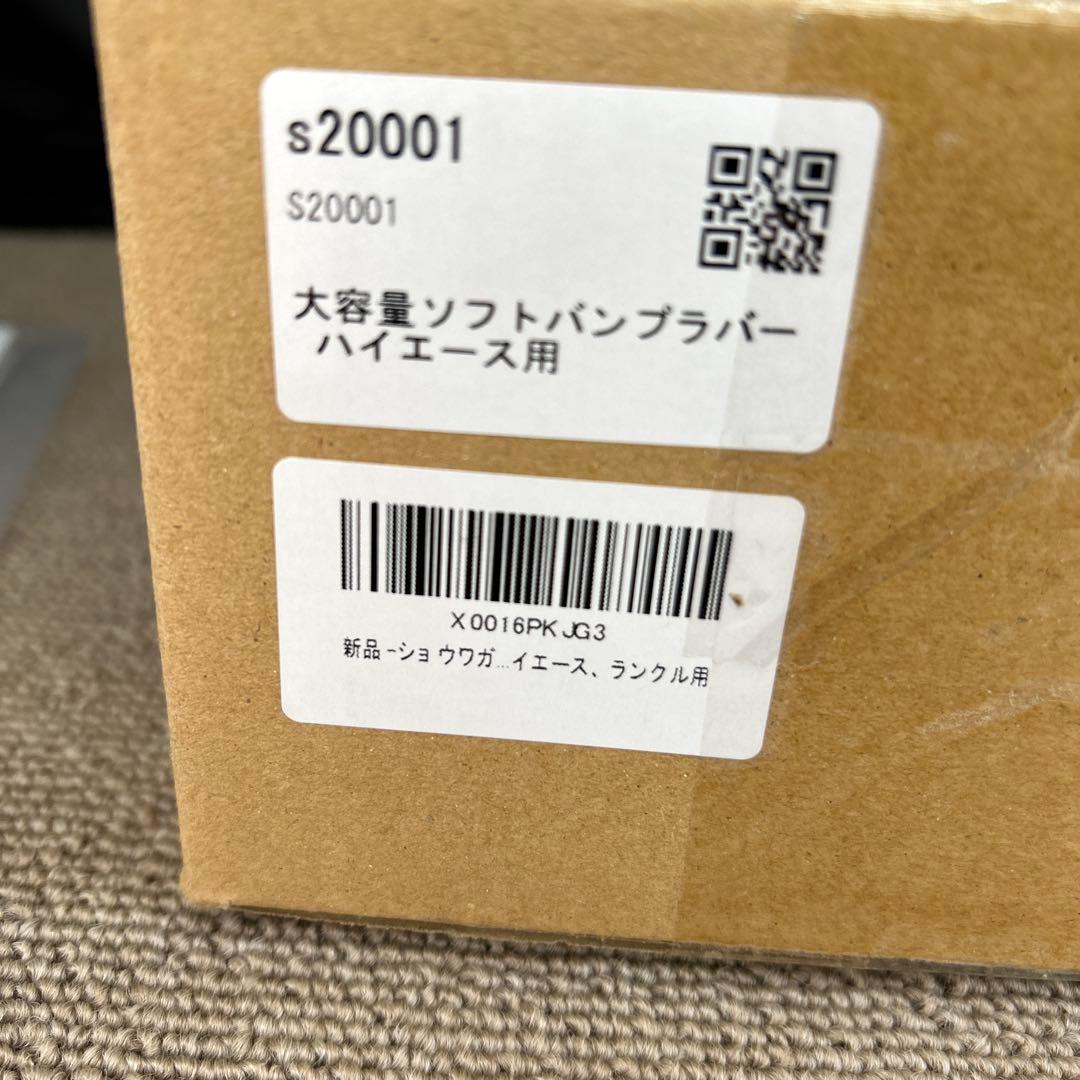 s20001
S20001
大容量ソフトバンプラバー
ハイエース用
X0016PKJG3
新品-ショウワガ...イエース、ランクル用